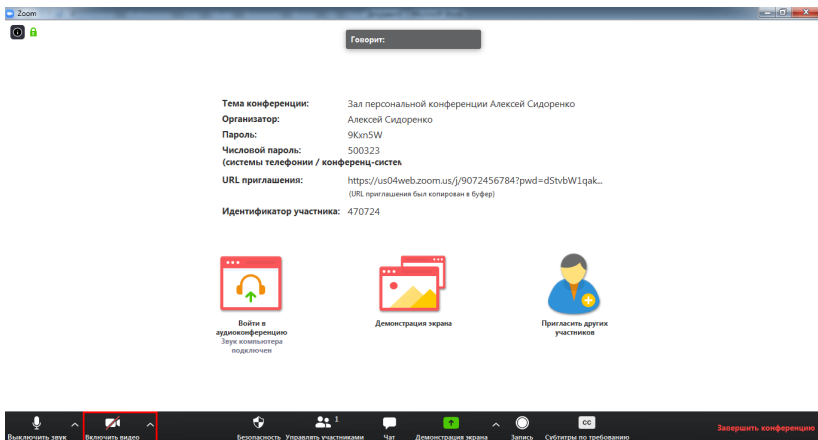 Zoom
Говорит:
Тема конференции: Зал персональной конференции Алексей Сидоренко
Организатор: Алексей Сидоренко
Пароль: 9Kxn5W
Числовой пароль: 500323
(системы телефонии / конференц-систем
URL приглашения: https://us04web.zoom.us/j/9072456784?pwd=dStvbW1qak...
(URL приглашения был копирован в буфер)
Идентификатор участника: 470724
Войти в
аудиоконференцию
Звук компьютера
подключен
Демонстрация экрана
Пригласить других
участников
1
Выключить звук
Включить видео
Безопасность
Управлять участниками
Чат
Демонстрация экрана
Запись
CC
Субтитры по требованию
Завершить конференцию